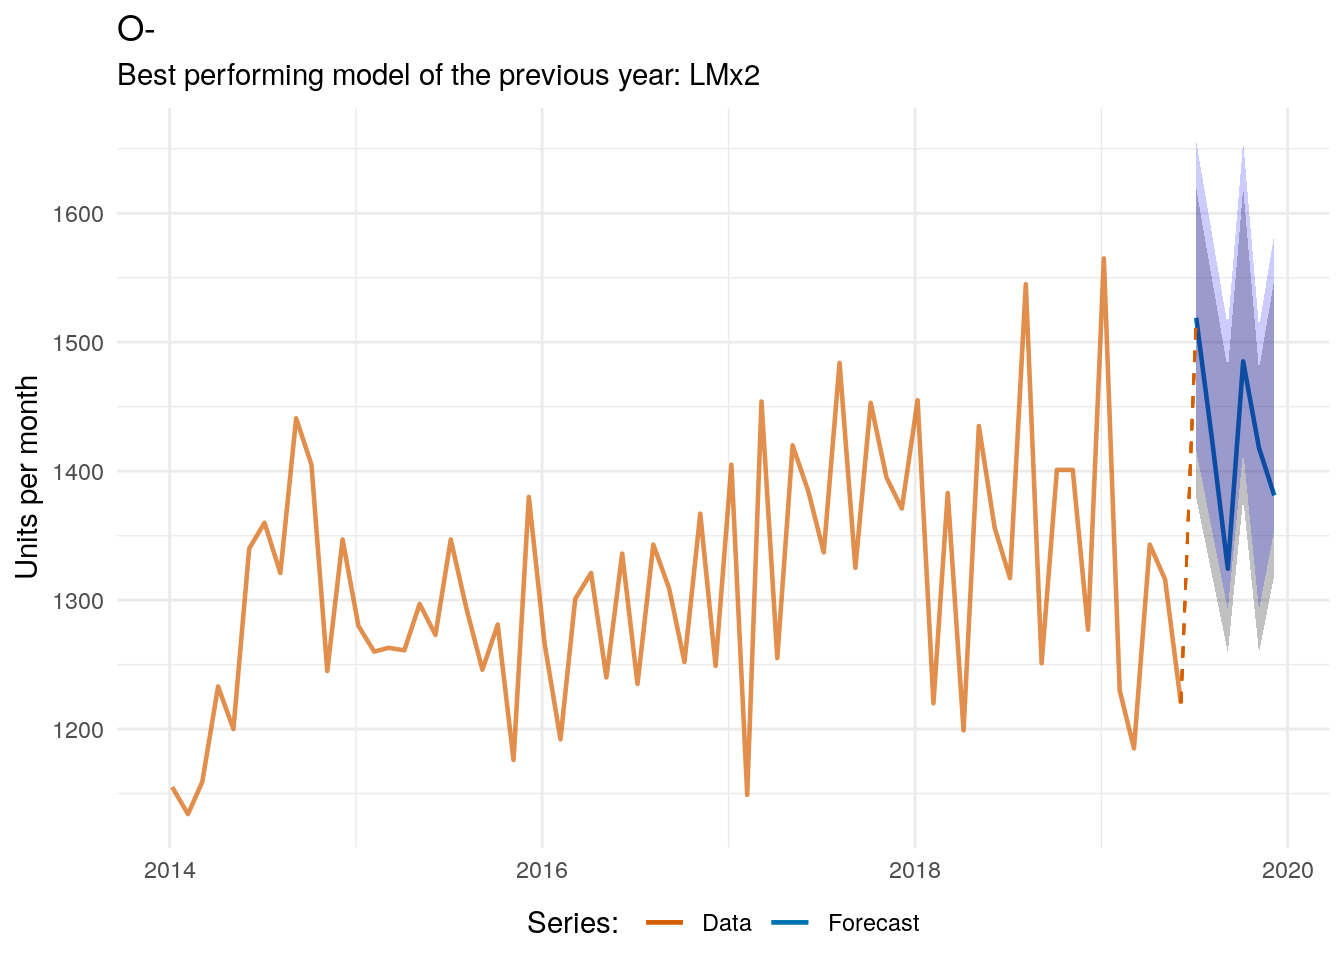 O-
Best performing model of the previous year: LMx2
Units per month
1600
1500
1400
1300
1200
2014 2016 2018 2020
Series: Data Forecast